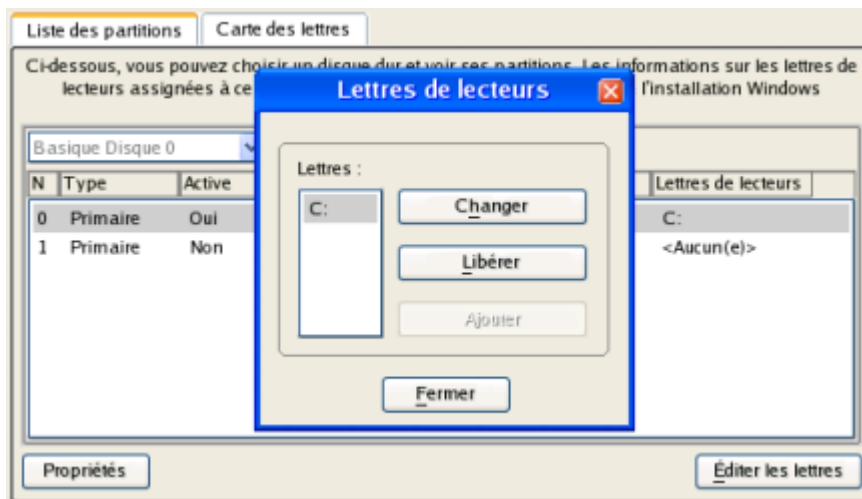 Liste des partitions
Carte des lettres
Ci-dessous, vous pouvez choisir un disque dur et voir ses partitions. Les informations sur les lettres de
lecteurs assignées à ce l'installation Windows
Lettres de lecteurs
Basique Disque 0
Lettres :
N Type Active Lettres de lecteurs
C: Changer
0 Primaire Oui C:
1 Primaire Non <Aucun(e)>
Libérer
Ajouter
Fermer
Propriétés
Éditer les lettres